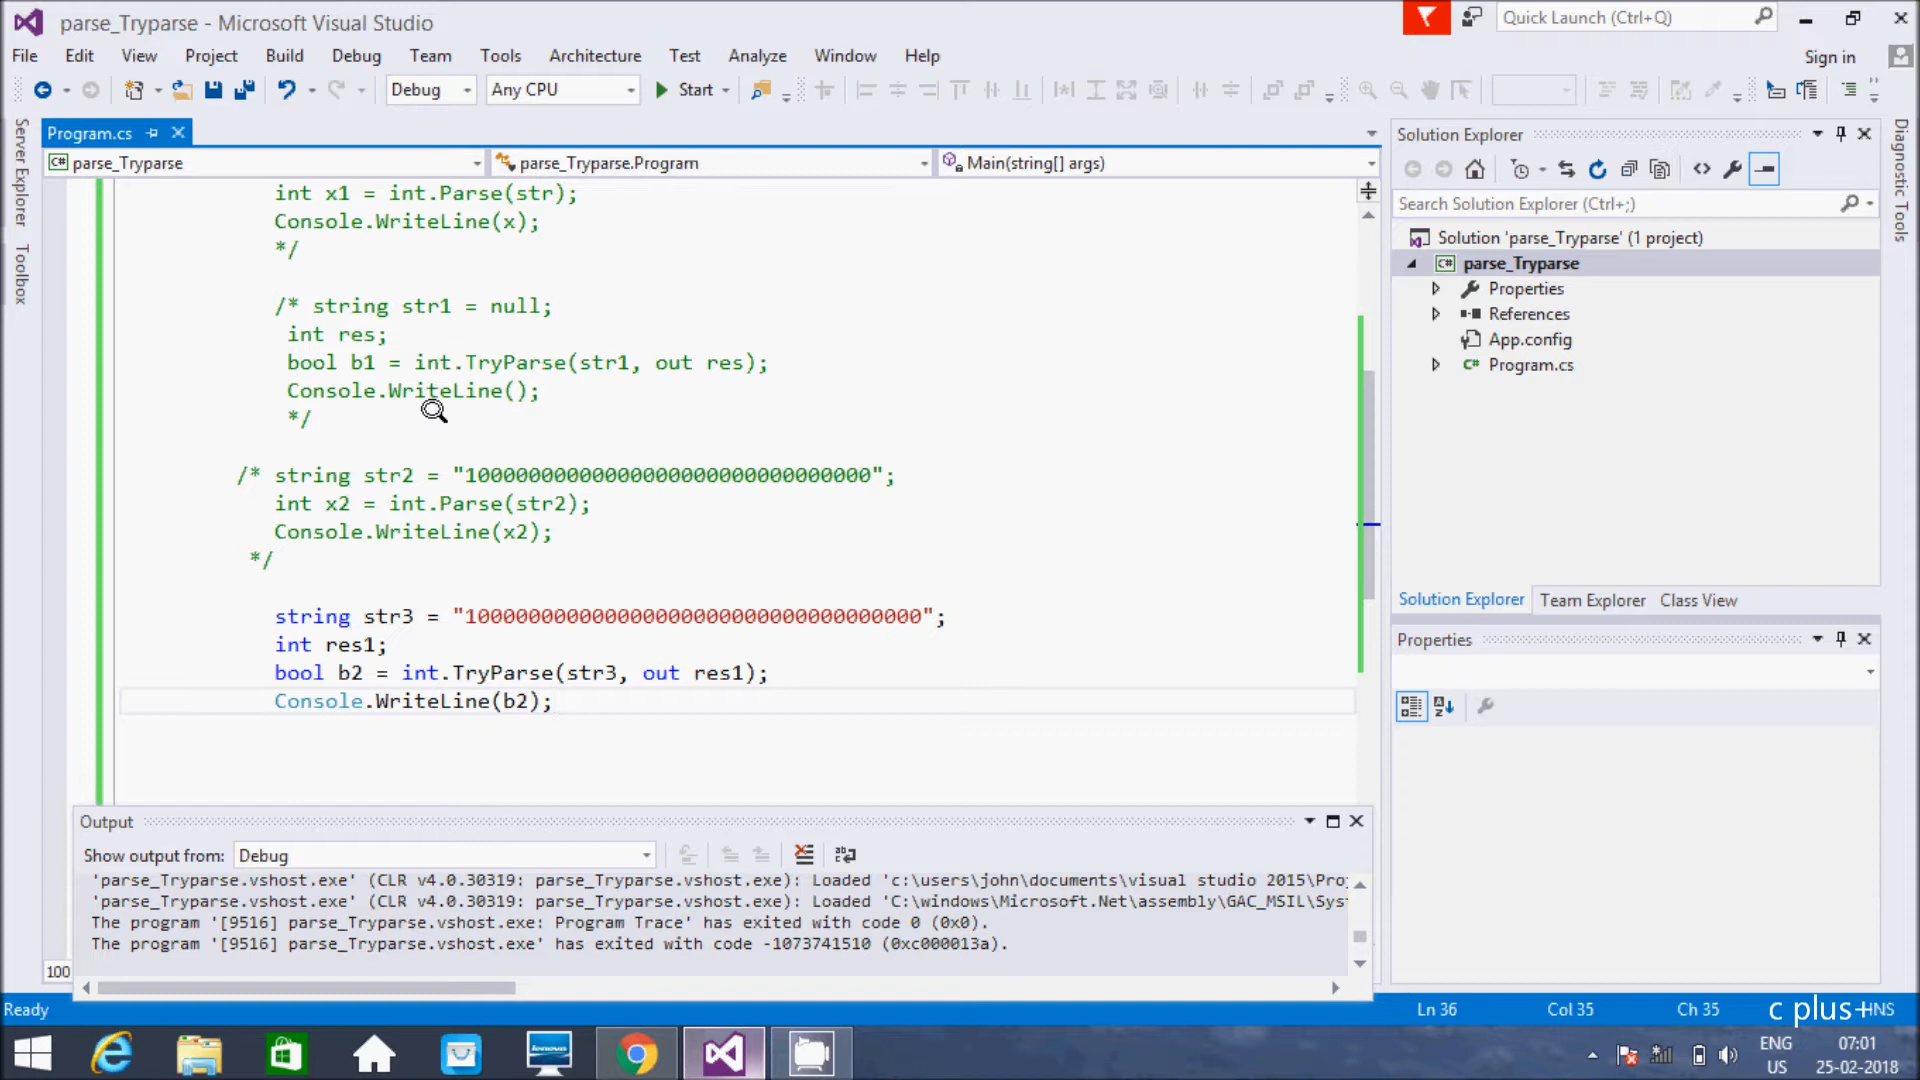 parse_Tryparse - Microsoft Visual Studio
Quick Launch (Ctrl+Q)
File Edit View Project Build Debug Team Tools Architecture Test Analyze Window Help
Sign in
Debug Any CPU Start
Server Explorer
Toolbox
Program.cs
parse_Tryparse parse_Tryparse.Program Main(string[] args)
int x1 = int.Parse(str);
Console.WriteLine(x);
*/
/* string str1 = null;
int res;
bool b1 = int.TryParse(str1, out res);
Console.WriteLine();
*/
/* string str2 = "10000000000000000000000000000000";
int x2 = int.Parse(str2);
Console.WriteLine(x2);
*/
string str3 = "100000000000000000000000000000000000";
int res1;
bool b2 = int.TryParse(str3, out res1);
Console.WriteLine(b2);
100
Output
Show output from: Debug
'parse_Tryparse.vshost.exe' (CLR v4.0.30319: parse_Tryparse.vshost.exe): Loaded 'c:\users\john\documents\visual studio 2015\Pro
'parse_Tryparse.vshost.exe' (CLR v4.0.30319: parse_Tryparse.vshost.exe): Loaded 'C:\windows\Microsoft.Net\assembly\GAC_MSIL\Sys
The program '[9516] parse_Tryparse.vshost.exe: Program Trace' has exited with code 0 (0x0).
The program '[9516] parse_Tryparse.vshost.exe' has exited with code -1073741510 (0xc000013a).
Solution Explorer
Search Solution Explorer (Ctrl+;)
Solution 'parse_Tryparse' (1 project)
parse_Tryparse
Properties
References
App.config
Program.cs
Solution Explorer Team Explorer Class View
Properties
Diagnostic Tools
Ready
Ln 36 Col 35 Ch 35
c plus+
lenovo
ENG
US
07:01
25-02-2018